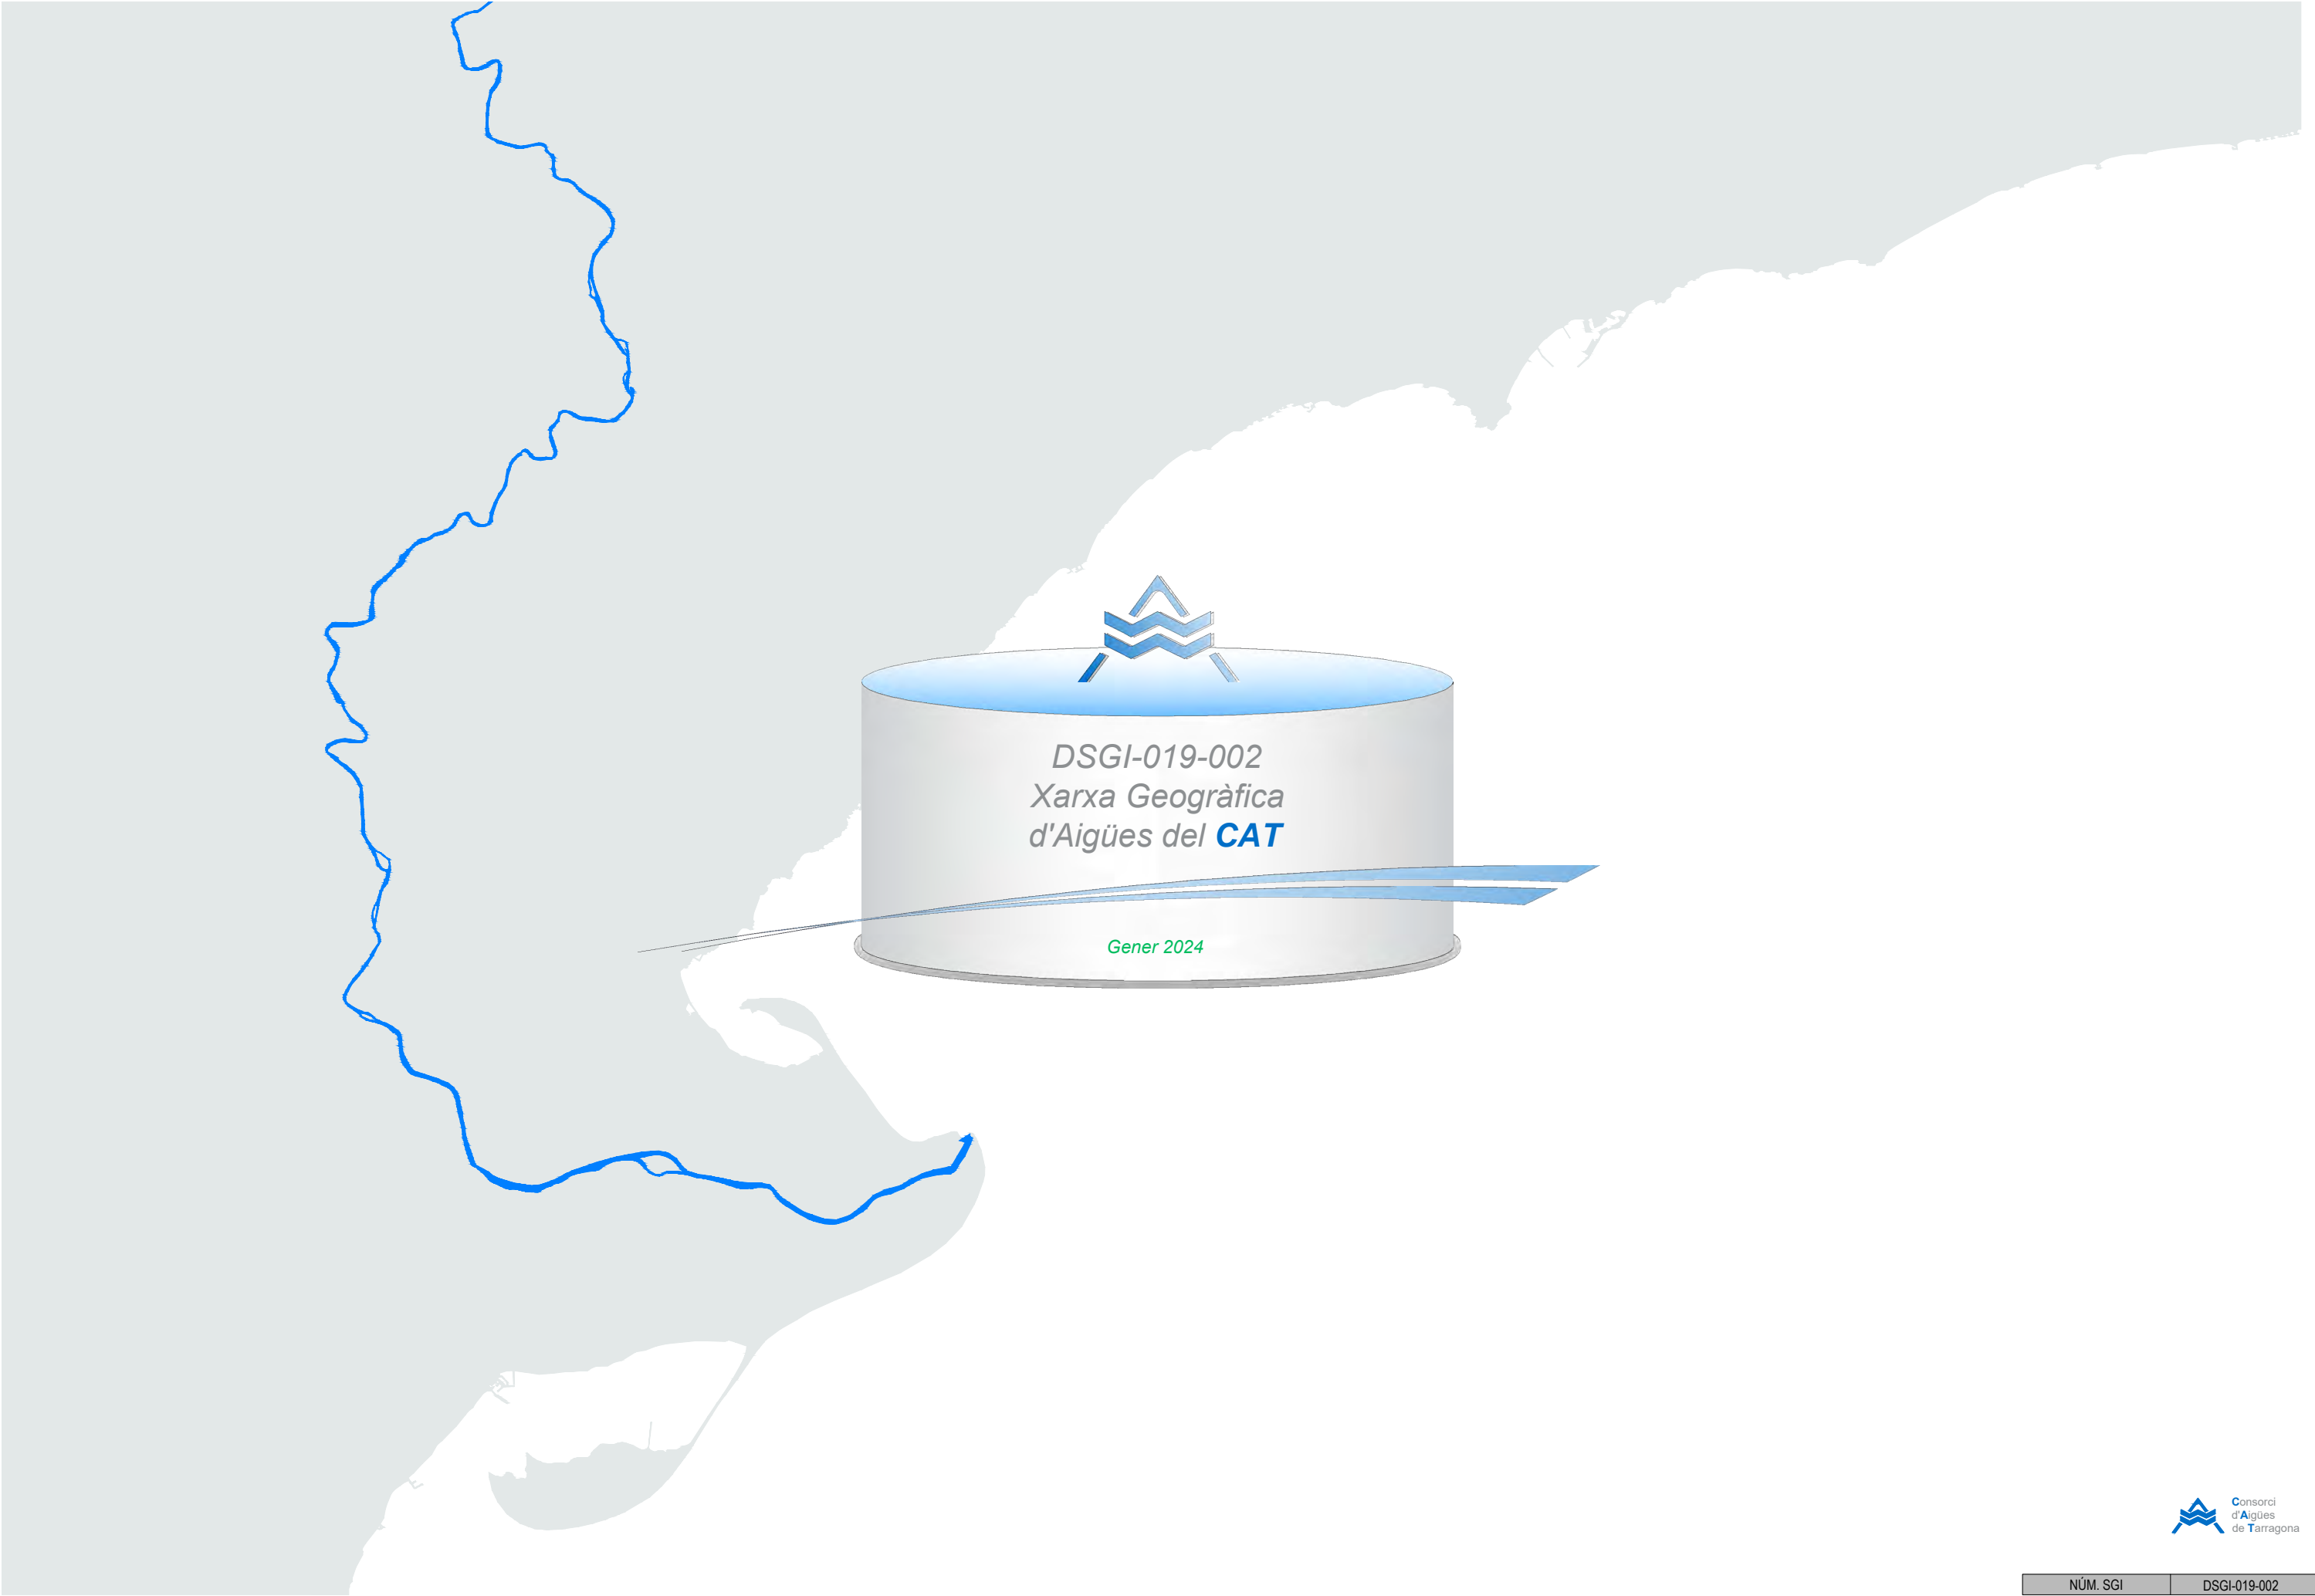 DSGI-019-002
Xarxa Geogràfica
d'Aigües del CAT
Gener 2024
Consorci
d'Aigües
de Tarragona
NÚM. SGI DSGI-019-002